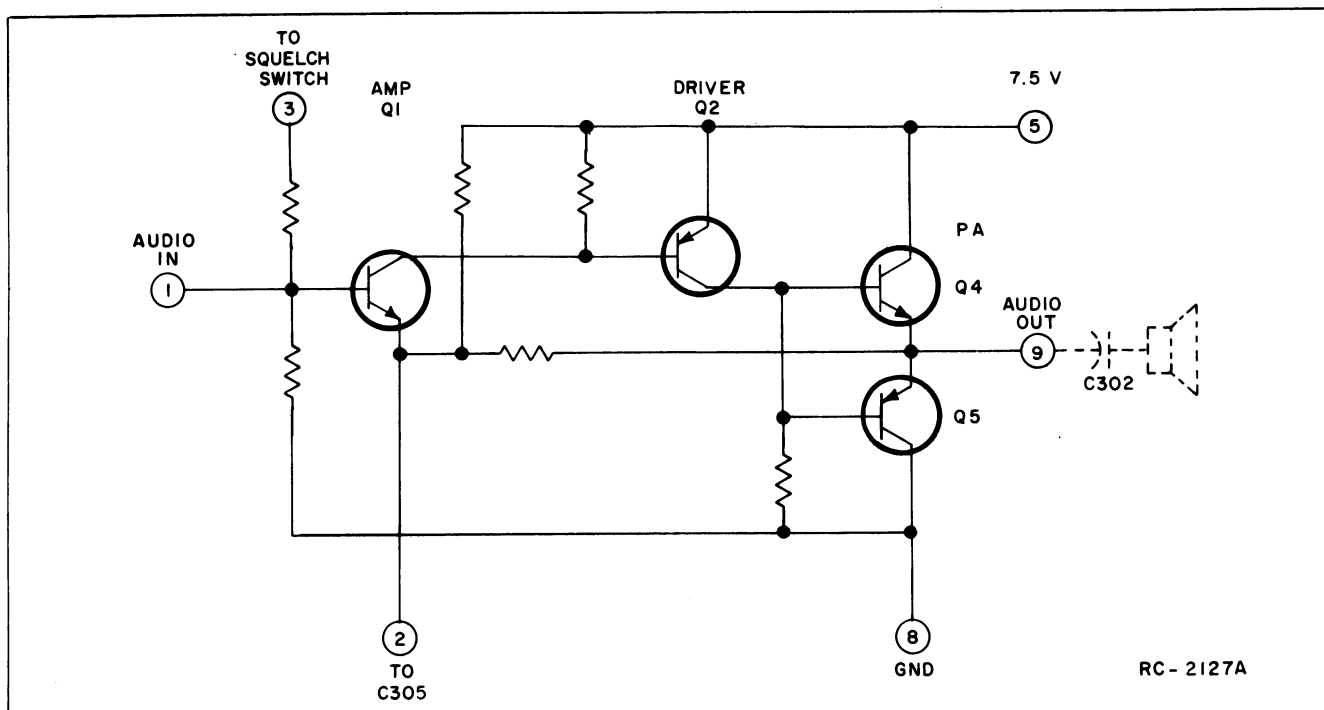 TO
SQUELCH
SWITCH
3
AMP
Q1
DRIVER
Q2
7.5 V
5
AUDIO
IN
1
PA
Q4
AUDIO
OUT
9
C302
Q5
2
TO
C305
8
GND
RC-2127A